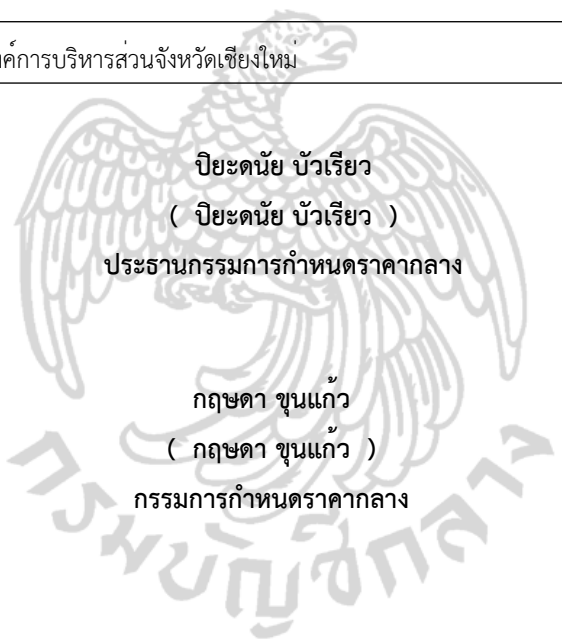 องค์การบริหารส่วนจังหวัดเชียงใหม่
ปิยะดนัย บัวเรียว
( ปิยะดนัย บัวเรียว )
ประธานกรรมการกำหนดราคากลาง
กฤษดา ขุนแก้ว
( กฤษดา ขุนแก้ว )
กรรมการกำหนดราคากลาง
กรมบัญชีกลาง